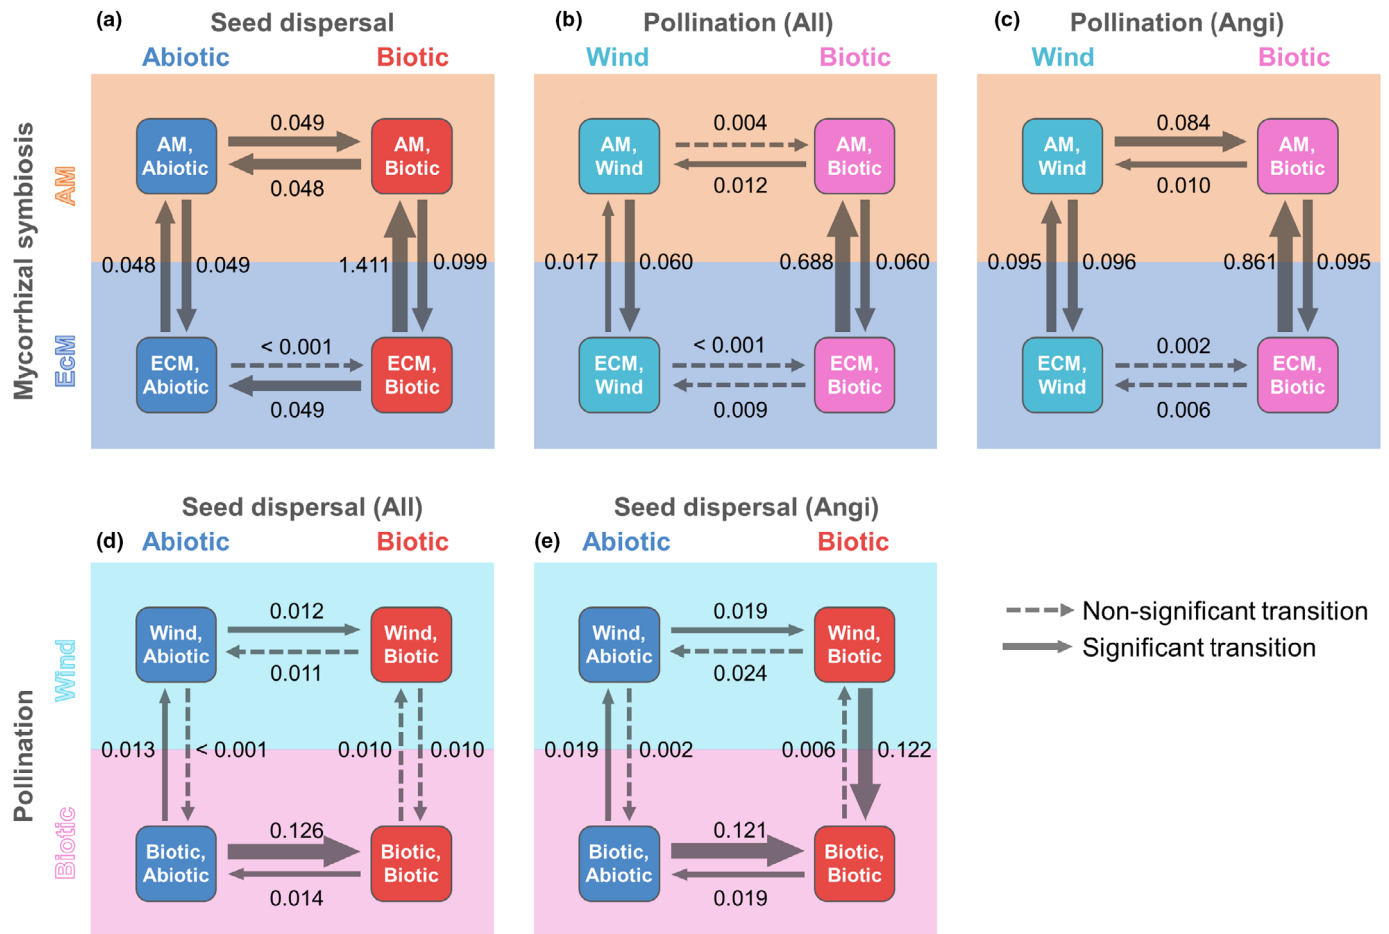 (a) Seed dispersal
Abiotic Biotic
(b) Pollination (All)
Wind Biotic
(c) Pollination (Angi)
Wind Biotic
Mycorrhizal symbiosis
AM
EcM
AM,
Abiotic
0.049
0.048
AM,
Biotic
0.048
0.049
1.411
0.099
ECM,
Abiotic
< 0.001
0.049
ECM,
Biotic
AM,
Wind
0.004
0.012
AM,
Biotic
0.017
0.060
0.688
0.060
ECM,
Wind
< 0.001
0.009
ECM,
Biotic
AM,
Wind
0.084
0.010
AM,
Biotic
0.095
0.096
0.861
0.095
ECM,
Wind
0.002
0.006
ECM,
Biotic
Seed dispersal (All)
(d) Abiotic Biotic
Seed dispersal (Angi)
(e) Abiotic Biotic
Pollination
Wind
Biotic
Wind,
Abiotic
0.012
0.011
Wind,
Biotic
0.013
< 0.001
0.010
0.010
Biotic,
Abiotic
0.126
0.014
Biotic,
Biotic
Wind,
Abiotic
0.019
0.024
Wind,
Biotic
0.019
0.002
0.006
0.122
Biotic,
Abiotic
0.121
0.019
Biotic,
Biotic
Non-significant transition
Significant transition